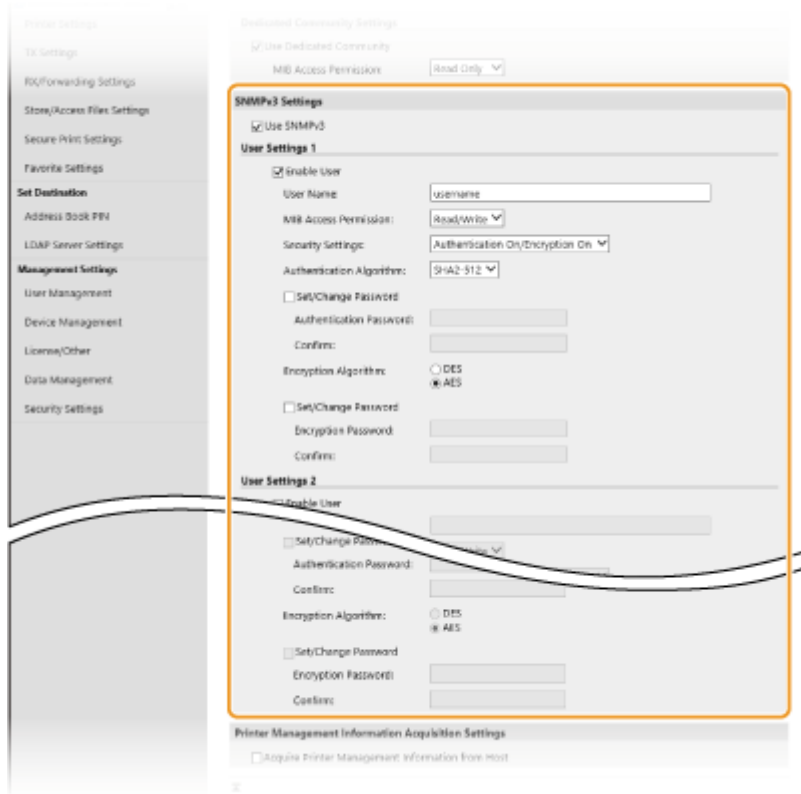 Printer Settings
TX Settings
RX/Forwarding Settings
Store/Access Files Settings
Secure Print Settings
Favorite Settings
Set Destination
Address Book PIN
LDAP Server Settings
Management Settings
User Management
Device Management
License/Other
Data Management
Security Settings
Dedicated Community Settings
Use Dedicated Community
MIB Access Permission: Read Only
SNMPv3 Settings
Use SNMPv3
User Settings 1
Enable User
User Name: username
MIB Access Permission: Read/Write
Security Settings: Authentication On/Encryption On
Authentication Algorithm: SHA2-512
Set/Change Password
Authentication Password:
Confirm:
Encryption Algorithm: DES
AES
Set/Change Password
Encryption Password:
Confirm:
User Settings 2
Enable User
Set/Change
Authentication Password:
Confirm:
Encryption Algorithm: DES
AES
Set/Change Password
Encryption Password:
Confirm:
Printer Management Information Acquisition Settings
Acquire Printer Management Information from Host